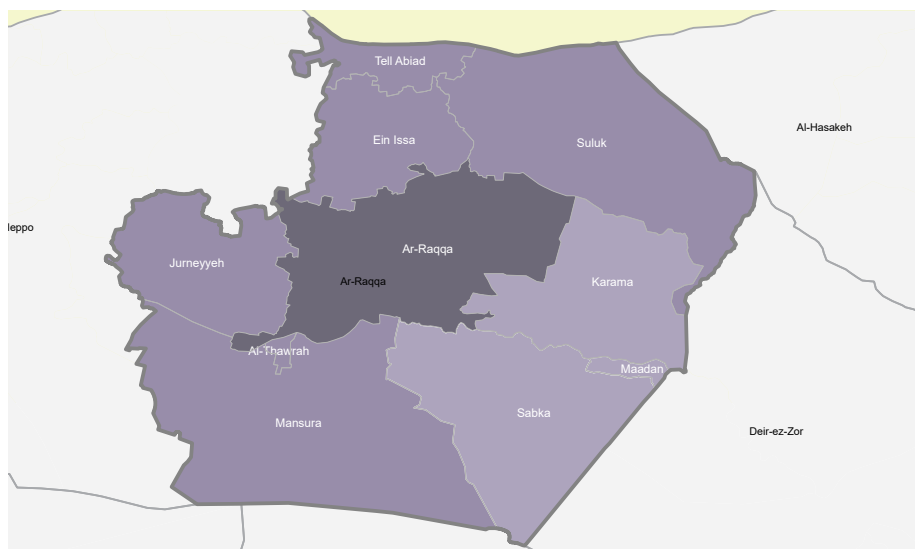 Tell Abiad
Al-Hasakeh
Ein Issa
Suluk
leppo
Ar-Raqqa
Jurneyyeh
Ar-Raqqa
Karama
Al-Thawrah
Maadan
Sabka
Mansura
Deir-ez-Zor